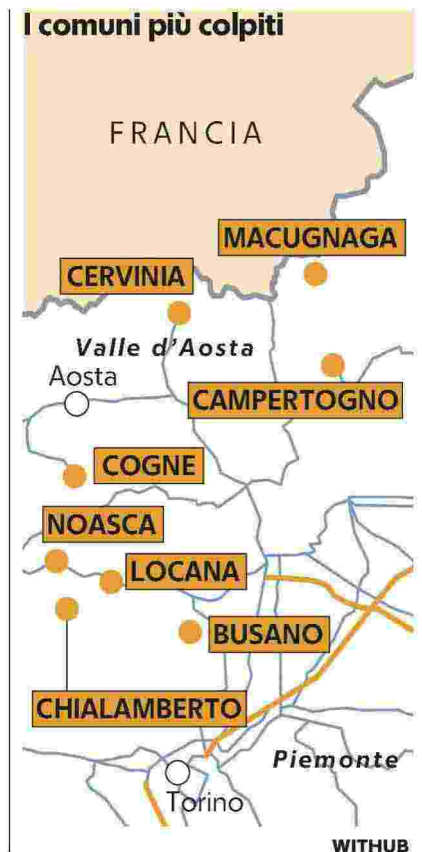 I comuni più colpiti
FRANCIA
MACUGNAGA
CERVINIA
Valle d'Aosta
Aosta
CAMPERTOGNO
COGNE
NOASCA
LOCANA
BUSANO
CHIALAMBERTO
Piemonte
Torino
WITHUB